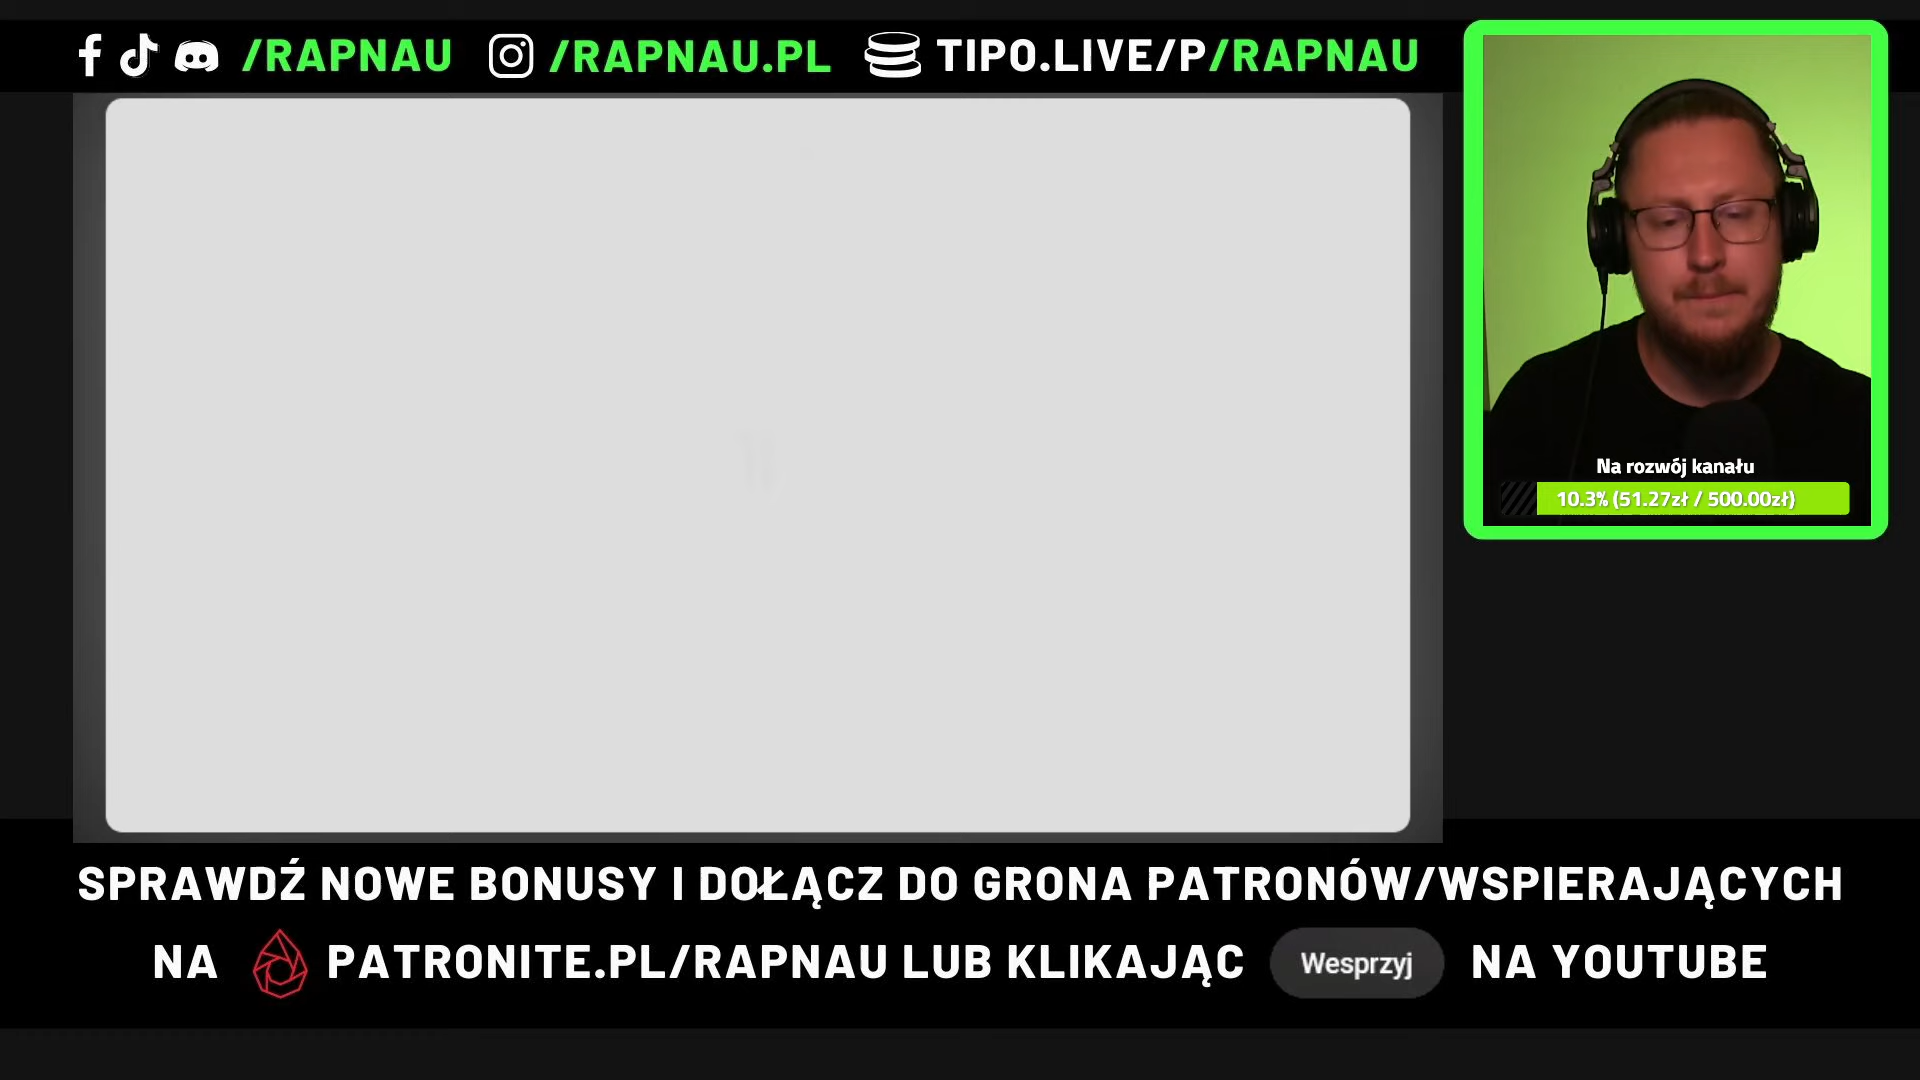 /RAPNAU /RAPNAU.PL TIPO.LIVE/P/RAPNAU
Na rozwój kanału
10.3% (51.27zł / 500.00zł)
SPRAWDŹ NOWE BONUSY I DOŁĄCZ DO GRONA PATRONÓW/WSPIERAJĄCYCH
NA PATRONITE.PL/RAPNAU LUB KLIKAJĄC Wesprzyj NA YOUTUBE